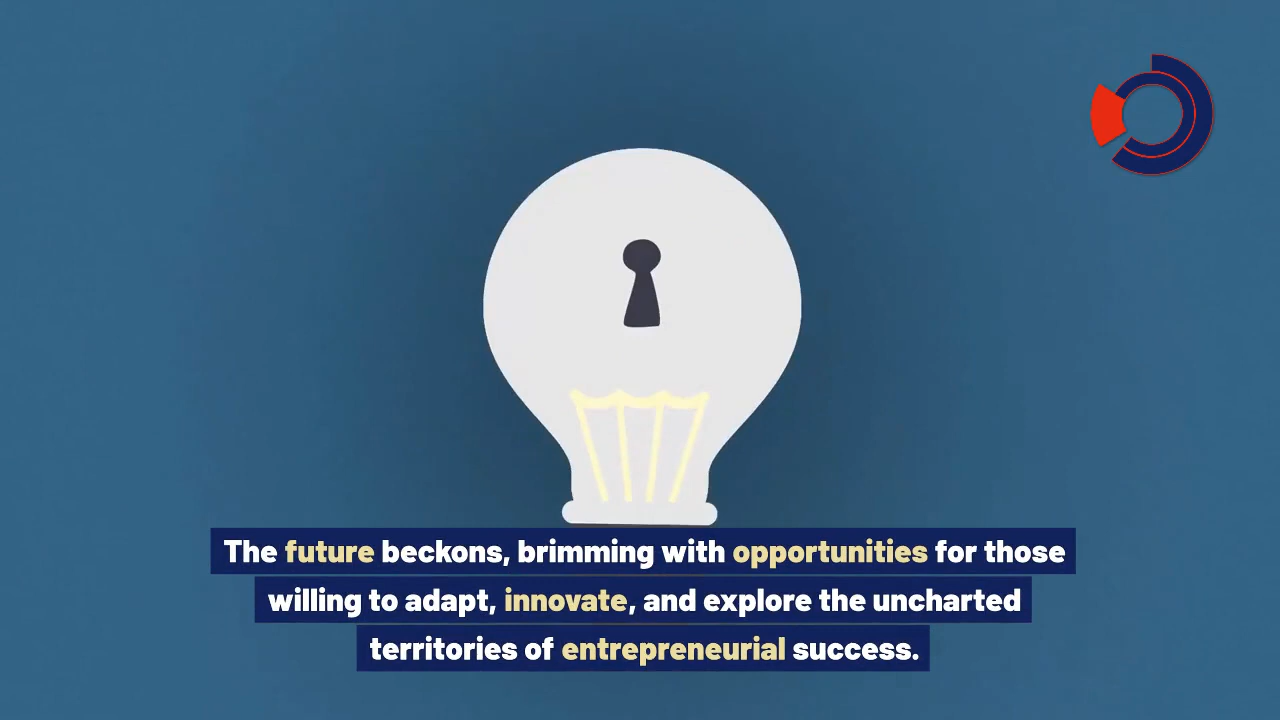 The future beckons, brimming with opportunities for those
willing to adapt, innovate, and explore the uncharted
territories of entrepreneurial success.